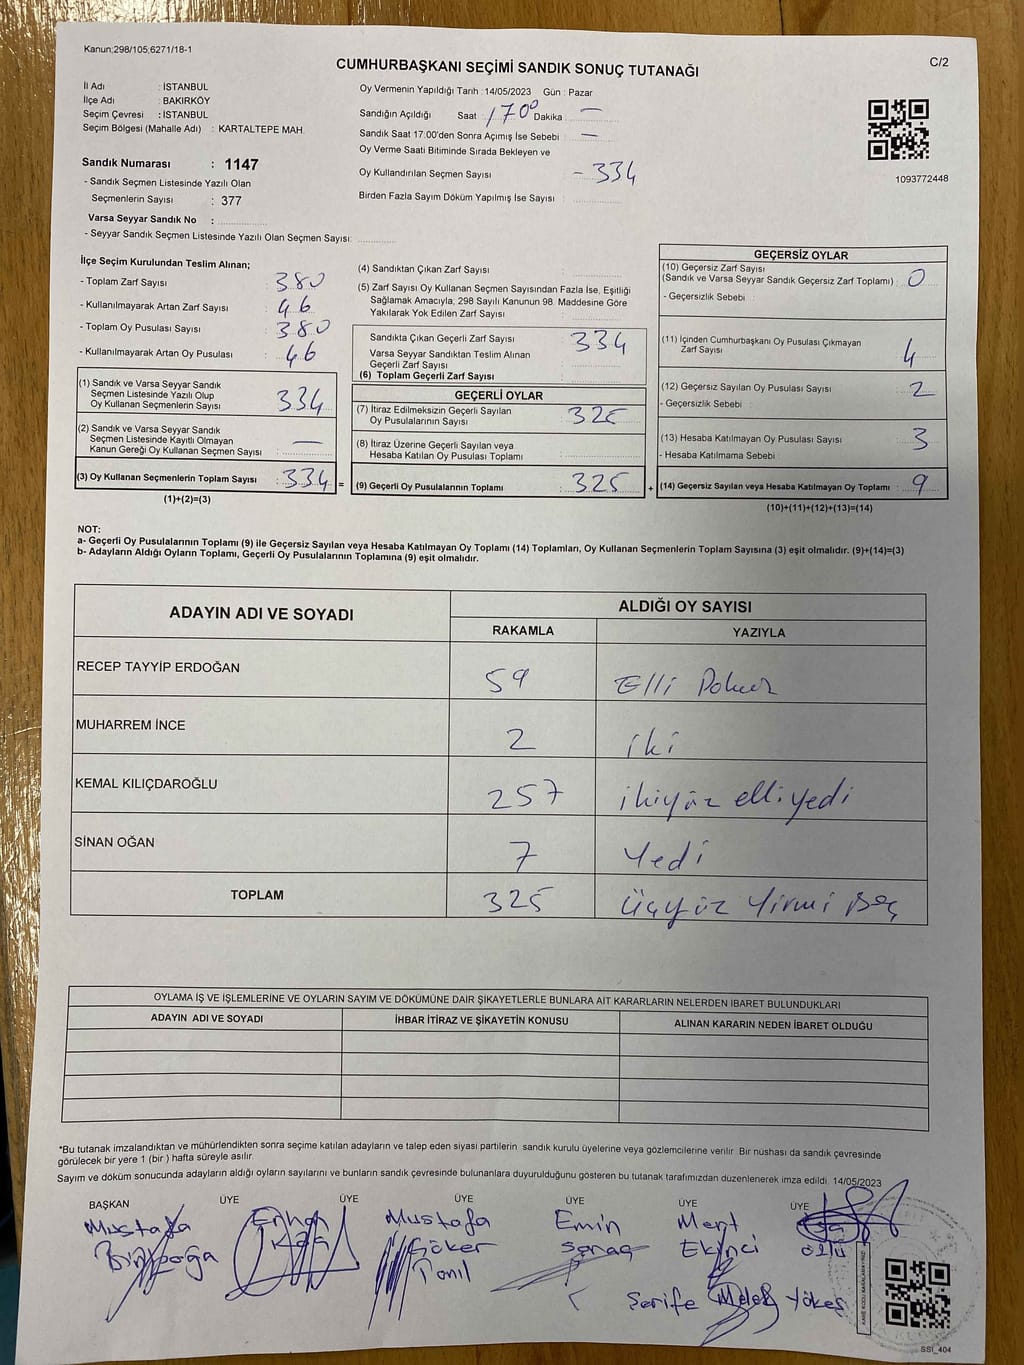 Kanun;298/105;6271/18-1
C/2
CUMHURBAŞKANI SEÇİMİ SANDIK SONUÇ TUTANAĞI
İl Adı : İSTANBUL
İlçe Adı : BAKIRKÖY
Seçim Çevresi : İSTANBUL
Seçim Bölgesi (Mahalle Adı) : KARTALTEPE MAH.
Sandık Numarası : 1147
- Sandık Seçmen Listesinde Yazılı Olan
Seçmenlerin Sayısı : 377
Varsa Seyyar Sandık No :
- Seyyar Sandık Seçmen Listesinde Yazılı Olan Seçmen Sayısı:
Oy Vermenin Yapıldığı Tarih : 14/05/2023 Gün : Pazar
Sandığın Açıldığı Saat 17.00 Dakika : —
Sandık Saat 17:00'den Sonra Açımış İse Sebebi : —
Oy Verme Saati Bitiminde Sırada Bekleyen ve
Oy Kullandırılan Seçmen Sayısı - 334
Birden Fazla Sayım Döküm Yapılmış İse Sayısı :
1093772448
İlçe Seçim Kurulundan Teslim Alınan;
- Toplam Zarf Sayısı : 380
- Kullanılmayarak Artan Zarf Sayısı : 46
- Toplam Oy Pusulası Sayısı : 380
- Kullanılmayarak Artan Oy Pusulası : 46
(1) Sandık ve Varsa Seyyar Sandık
Seçmen Listesinde Yazılı Olup
Oy Kullanan Seçmenlerin Sayısı : 334
(2) Sandık ve Varsa Seyyar Sandık
Seçmen Listesinde Kayıtlı Olmayan
Kanun Gereği Oy Kullanan Seçmen Sayısı : —
(3) Oy Kullanan Seçmenlerin Toplam Sayısı : 334 =
(1)+(2)=(3)
(4) Sandıktan Çıkan Zarf Sayısı :
(5) Zarf Sayısı Oy Kullanan Seçmen Sayısından Fazla İse, Eşitliği
Sağlamak Amacıyla, 298 Sayılı Kanunun 98. Maddesine Göre
Yakılarak Yok Edilen Zarf Sayısı :
Sandıkta Çıkan Geçerli Zarf Sayısı : 334
Varsa Seyyar Sandıktan Teslim Alınan
Geçerli Zarf Sayısı :
(6) Toplam Geçerli Zarf Sayısı :
GEÇERLİ OYLAR
(7) İtiraz Edilmeksizin Geçerli Sayılan
Oy Pusulalarının Sayısı : 325
(8) İtiraz Üzerine Geçerli Sayılan veya
Hesaba Katılan Oy Pusulası Toplamı :
(9) Geçerli Oy Pusulalarının Toplamı : 325 +
GEÇERSİZ OYLAR
(10) Geçersiz Zarf Sayısı
(Sandık ve Varsa Seyyar Sandık Geçersiz Zarf Toplamı) : 0
- Geçersizlik Sebebi :
(11) İçinden Cumhurbaşkanı Oy Pusulası Çıkmayan
Zarf Sayısı : 4
(12) Geçersiz Sayılan Oy Pusulası Sayısı : 2
- Geçersizlik Sebebi :
(13) Hesaba Katılmayan Oy Pusulası Sayısı : 3
- Hesaba Katılmama Sebebi :
(14) Geçersiz Sayılan veya Hesaba Katılmayan Oy Toplamı : 9
(10)+(11)+(12)+(13)=(14)
NOT:
a- Geçerli Oy Pusulalarının Toplamı (9) ile Geçersiz Sayılan veya Hesaba Katılmayan Oy Toplamı (14) Toplamları, Oy Kullanan Seçmenlerin Toplam Sayısına (3) eşit olmalıdır. (9)+(14)=(3)
b- Adayların Aldığı Oyların Toplamı, Geçerli Oy Pusulalarının Toplamına (9) eşit olmalıdır.
ADAYIN ADI VE SOYADI
ALDIĞI OY SAYISI
RAKAMLA YAZIYLA
RECEP TAYYİP ERDOĞAN 59 Elli Dokuz
MUHARREM İNCE 2 iki
KEMAL KILIÇDAROĞLU 257 ikiyüz elliyedi
SİNAN OĞAN 7 Yedi
TOPLAM 325 Üçyüz Yirmi Beş
OYLAMA İŞ VE İŞLEMLERİNE VE OYLARIN SAYIM VE DÖKÜMÜNE DAİR ŞİKAYETLERLE BUNLARA AİT KARARLARIN NELERDEN İBARET BULUNDUKLARI
ADAYIN ADI VE SOYADI İHBAR İTİRAZ VE ŞİKAYETİN KONUSU ALINAN KARARIN NEDEN İBARET OLDUĞU
*Bu tutanak imzalandıktan ve mühürlendikten sonra seçime katılan adayların ve talep eden siyasi partilerin sandık kurulu üyelerine veya gözlemcilerine verilir. Bir nüshası da sandık çevresinde
görülecek bir yere 1 (bir ) hafta süreyle asılır.
Sayım ve döküm sonucunda adayların aldığı oyların sayılarını ve bunların sandık çevresinde bulunanlara duyurulduğunu gösteren bu tutanak tarafımızdan düzenlenerek imza edildi. 14/05/2023
BAŞKAN ÜYE ÜYE ÜYE ÜYE ÜYE ÜYE
Mustafa Erhan Mustafa Emin Mert
Kaya Göker Ekinci
Şerife Melek Yökeş
SSİ_404